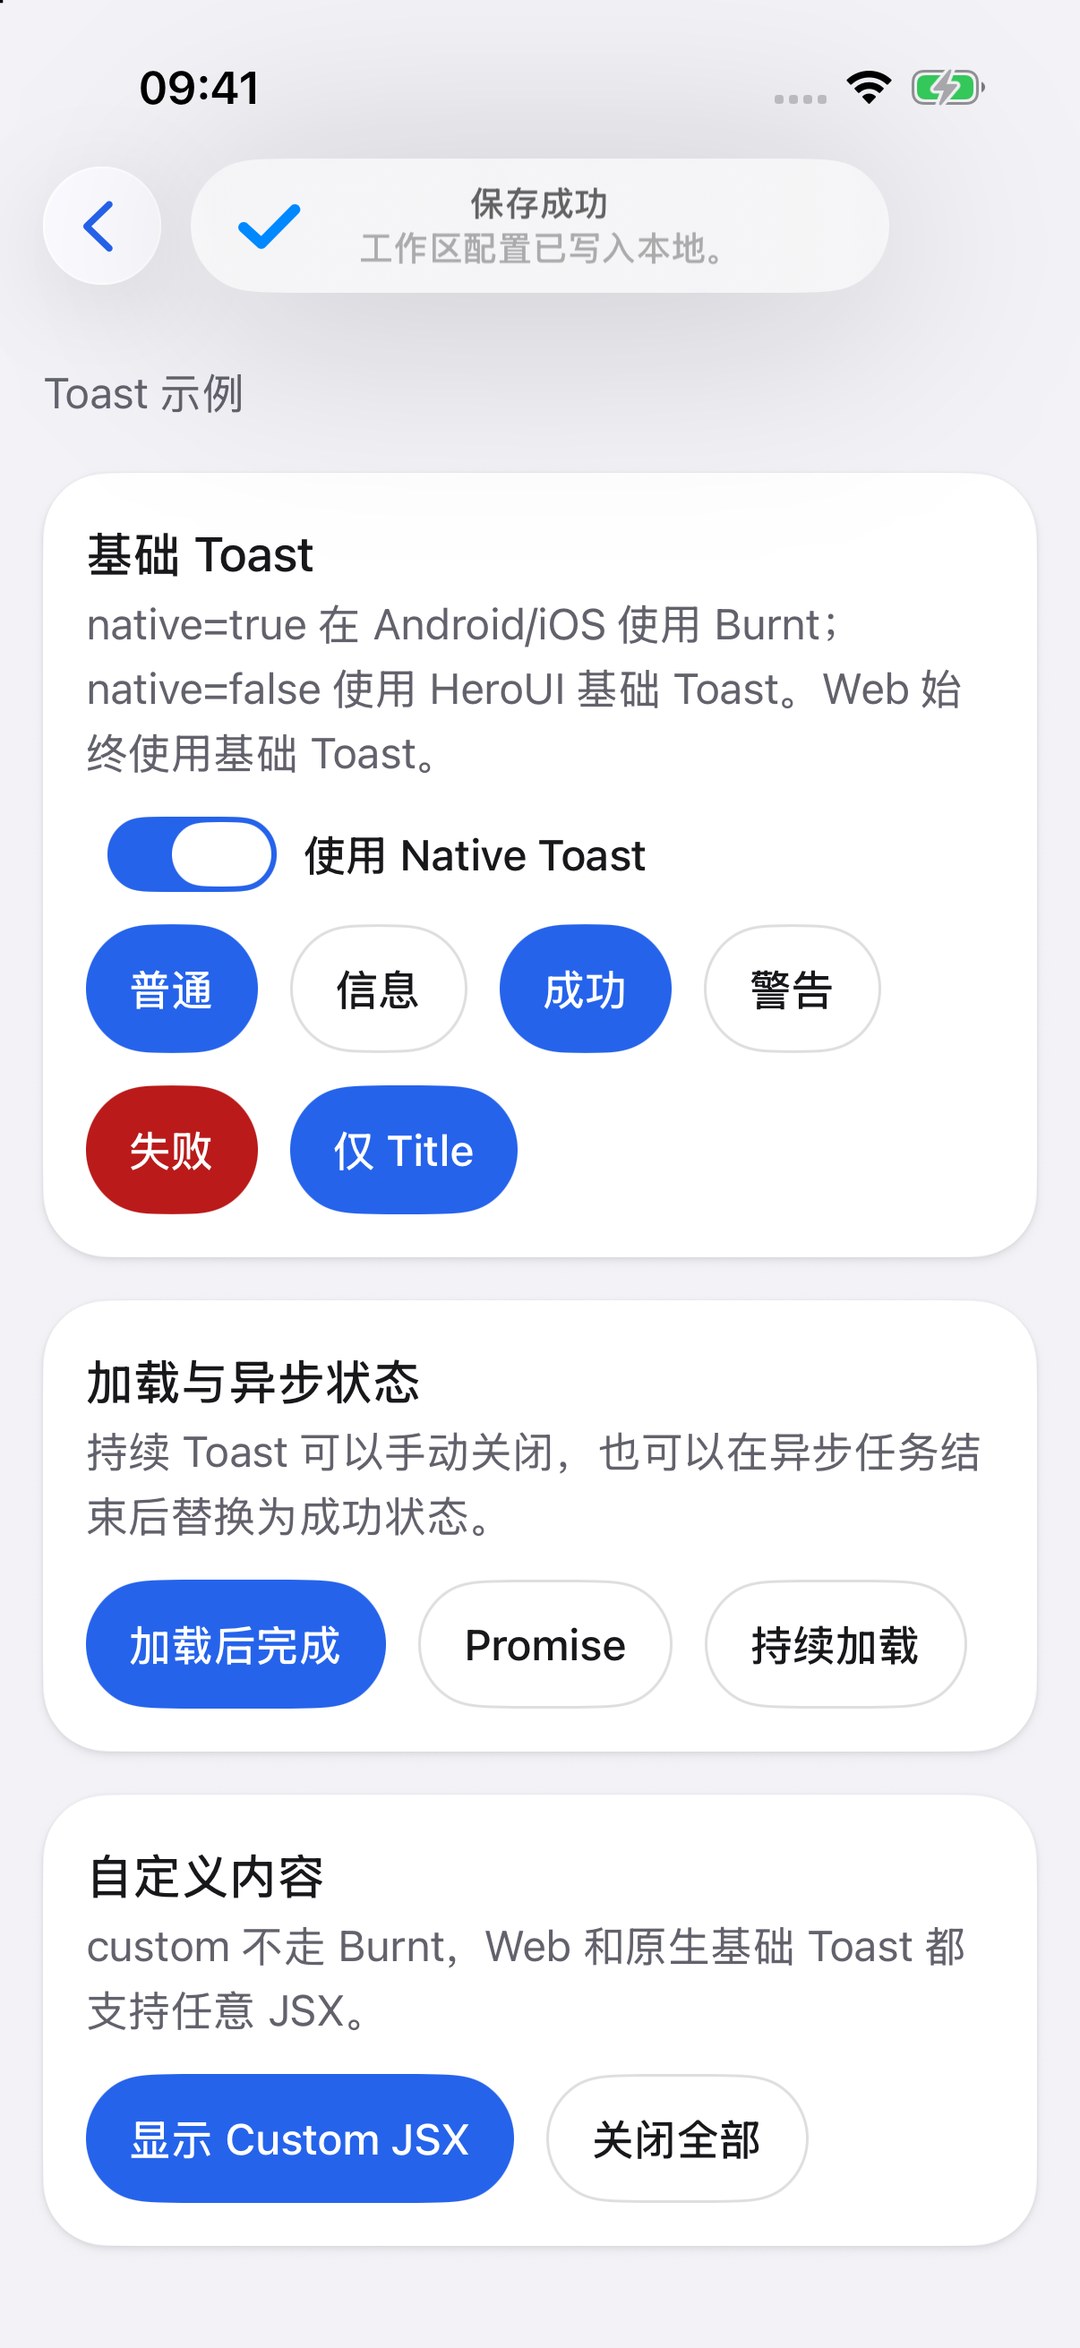 09:41
保存成功
工作区配置已写入本地。
Toast 示例
基础 Toast
native=true 在 Android/iOS 使用 Burnt；
native=false 使用 HeroUI 基础 Toast。Web 始
终使用基础 Toast。
使用 Native Toast
普通 信息 成功 警告
失败 仅 Title
加载与异步状态
持续 Toast 可以手动关闭，也可以在异步任务结
束后替换为成功状态。
加载后完成 Promise 持续加载
自定义内容
custom 不走 Burnt，Web 和原生基础 Toast 都
支持任意 JSX。
显示 Custom JSX 关闭全部